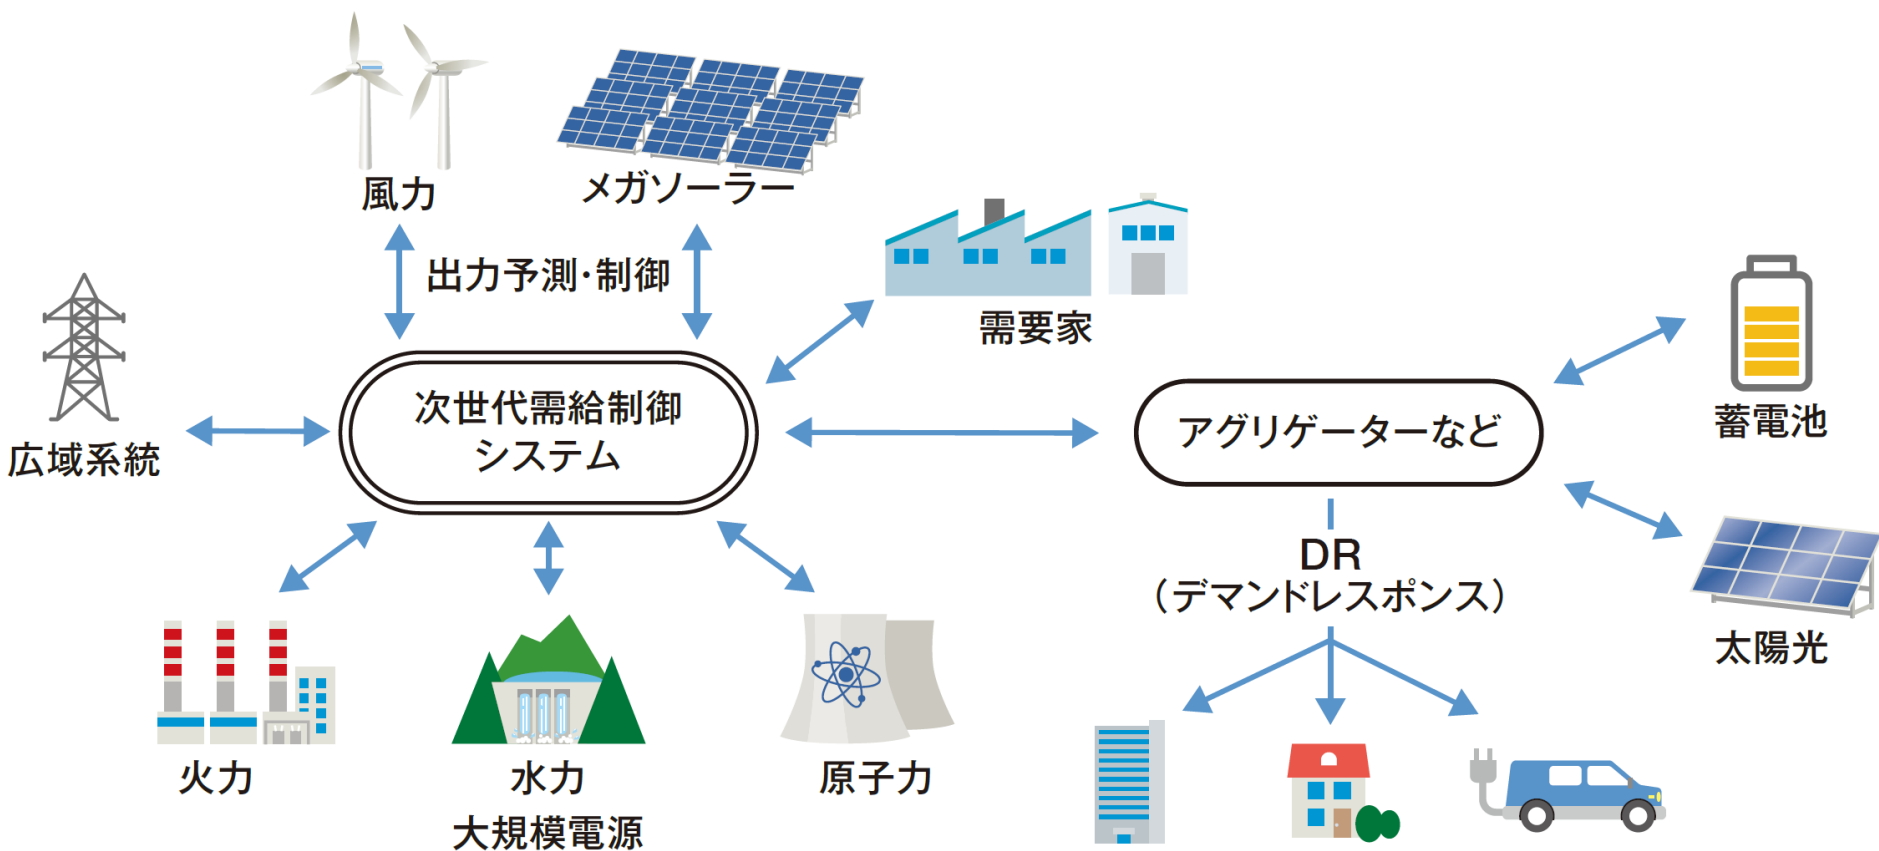 風力
メガソーラー
出力予測・制御
需要家
広域系統
次世代需給制御
システム
アグリゲーターなど
蓄電池
太陽光
DR
（デマンドレスポンス）
火力
水力
原子力
大規模電源